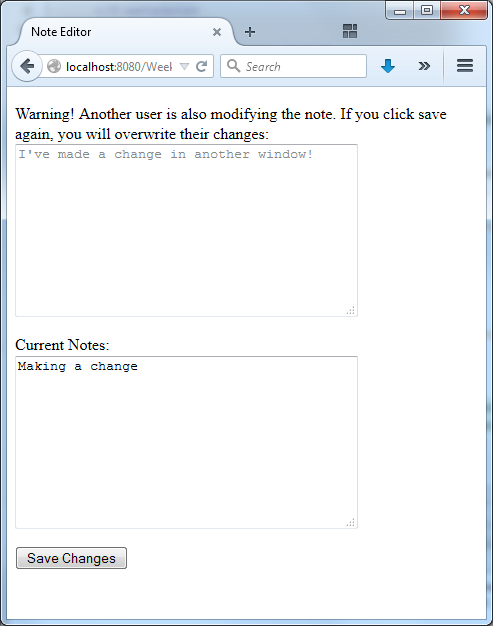 Note Editor
localhost:8080/Week
Search
Warning! Another user is also modifying the note. If you click save
again, you will overwrite their changes:
I've made a change in another window!
Current Notes:
Making a change
Save Changes